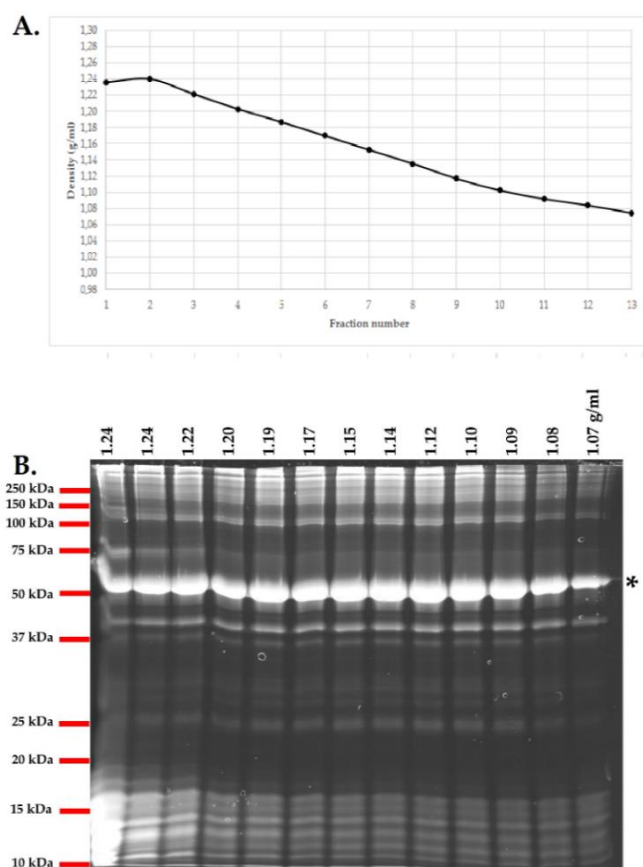 A.
1,30
1,28
1,26
1,24
1,22
1,20
1,18
1,16
1,14
1,12
1,10
1,08
1,06
1,04
1,02
1,00
0,98
Density (g/ml)
1 2 3 4 5 6 7 8 9 10 11 12 13
Fraction number
1.24 1.24 1.22 1.20 1.19 1.17 1.15 1.14 1.12 1.10 1.09 1.08 1.07 g/ml
B.
250 kDa
150 kDa
100 kDa
75 kDa
50 kDa
*
37 kDa
25 kDa
20 kDa
15 kDa
10 kDa